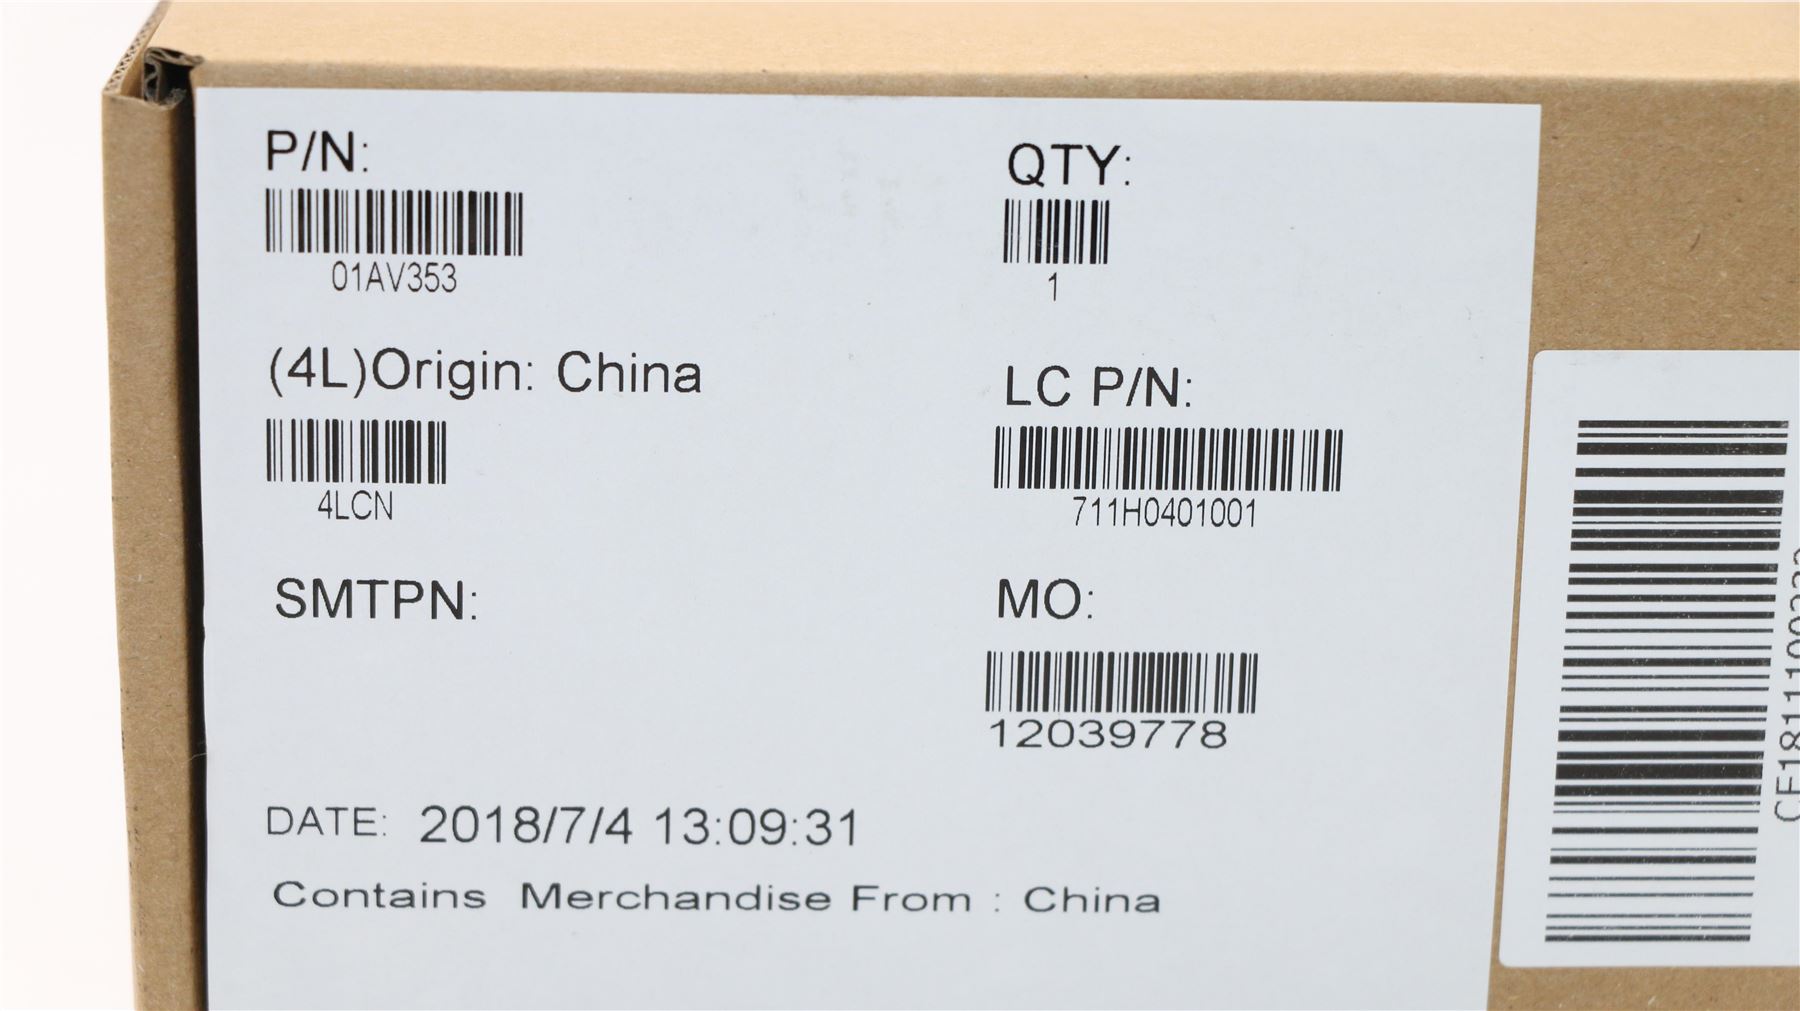 P/N:
01AV353
QTY:
1
(4L)Origin: China
4LCN
LC P/N:
711H0401001
SMTPN:
MO:
12039778
DATE: 2018/7/4 13:09:31
Contains Merchandise From : China